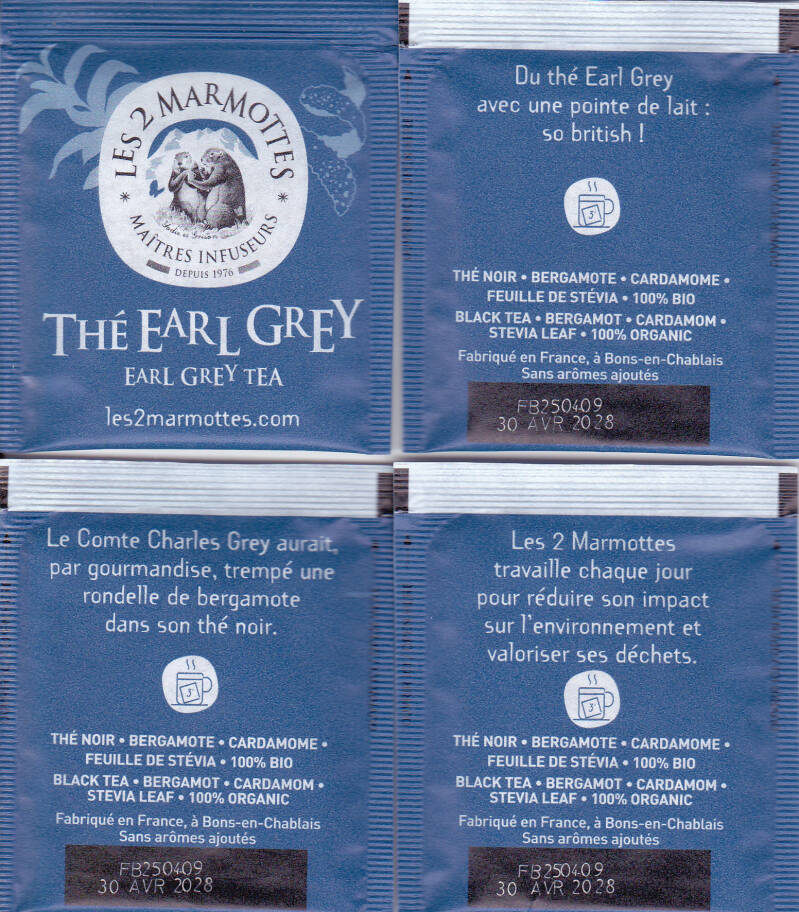 LES 2 MARMOTTES
MAÎTRES INFUSEURS
DEPUIS 1976
THÉ EARL GREY
EARL GREY TEA
les2marmottes.com
Du thé Earl Grey
avec une pointe de lait :
so british !
3'
THÉ NOIR • BERGAMOTE • CARDAMOME •
FEUILLE DE STÉVIA • 100% BIO
BLACK TEA • BERGAMOT • CARDAMOM •
STEVIA LEAF • 100% ORGANIC
Fabriqué en France, à Bons-en-Chablais
Sans arômes ajoutés
FB250409
30 AVR 2028
Le Comte Charles Grey aurait,
par gourmandise, trempé une
rondelle de bergamote
dans son thé noir.
3'
THÉ NOIR • BERGAMOTE • CARDAMOME •
FEUILLE DE STÉVIA • 100% BIO
BLACK TEA • BERGAMOT • CARDAMOM •
STEVIA LEAF • 100% ORGANIC
Fabriqué en France, à Bons-en-Chablais
Sans arômes ajoutés
FB250409
30 AVR 2028
Les 2 Marmottes
travaille chaque jour
pour réduire son impact
sur l'environnement et
valoriser ses déchets.
3'
THÉ NOIR • BERGAMOTE • CARDAMOME •
FEUILLE DE STÉVIA • 100% BIO
BLACK TEA • BERGAMOT • CARDAMOM •
STEVIA LEAF • 100% ORGANIC
Fabriqué en France, à Bons-en-Chablais
Sans arômes ajoutés
FB250409
30 AVR 2028